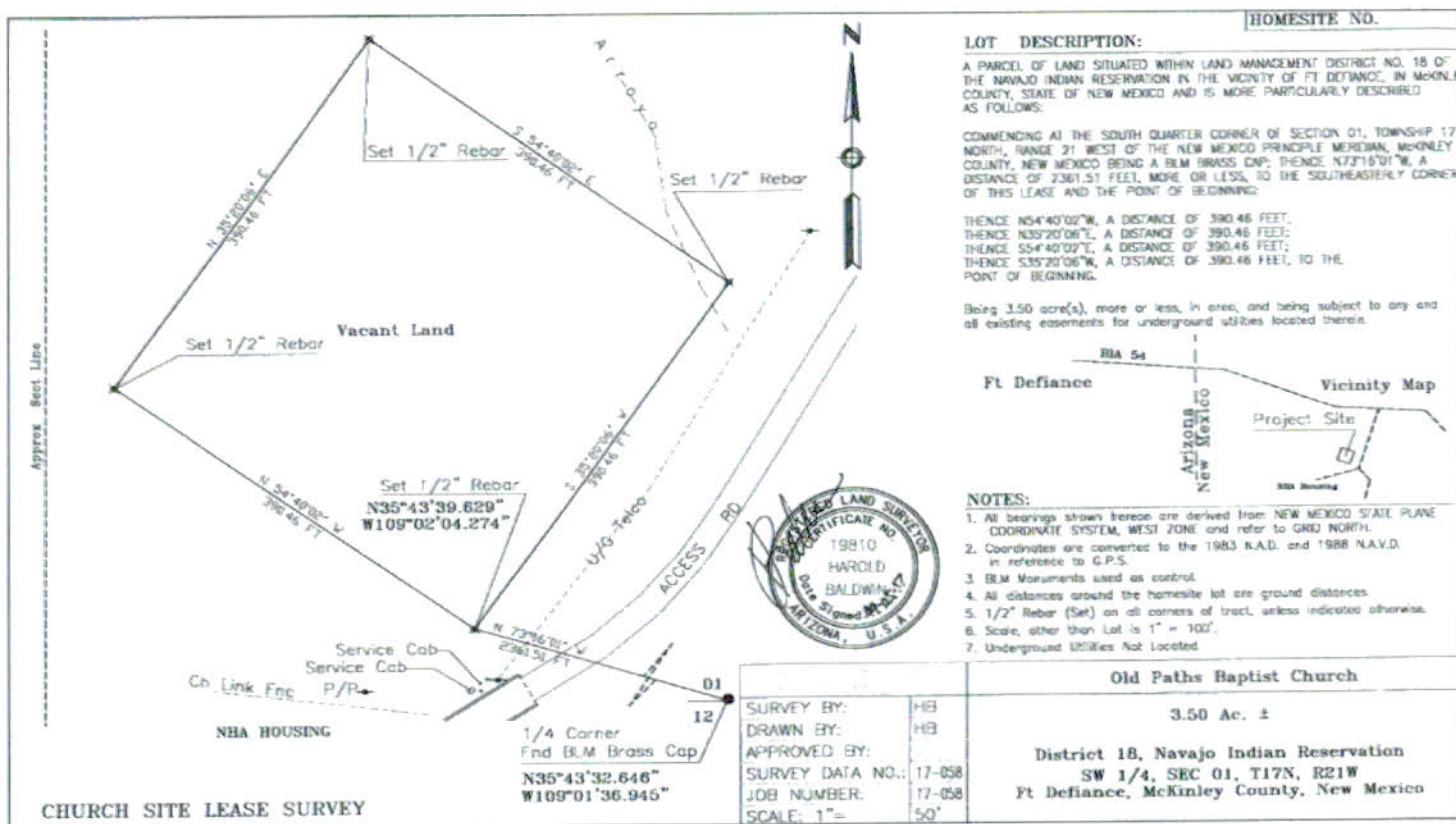 HOMESITE NO.
LOT DESCRIPTION:
A PARCEL OF LAND SITUATED WITHIN LAND MANAGEMENT DISTRICT NO. 18 OF
THE NAVAJO INDIAN RESERVATION IN THE VICINITY OF FT DEFIANCE, IN McKINLE
COUNTY, STATE OF NEW MEXICO AND IS MORE PARTICULARLY DESCRIBED
AS FOLLOWS:
COMMENCING AT THE SOUTH QUARTER CORNER OF SECTION 01, TOWNSHIP 17
NORTH, RANGE 21 WEST OF THE NEW MEXICO PRINCIPLE MERIDIAN, McKINLEY
COUNTY, NEW MEXICO BEING A BLM BRASS CAP; THENCE N73°16'01"W, A
DISTANCE OF 2361.51 FEET, MORE OR LESS, TO THE SOUTHEASTERLY CORNER
OF THIS LEASE AND THE POINT OF BEGINNING;
THENCE N54°40'02"W, A DISTANCE OF 390.46 FEET,
THENCE N35°20'06"E, A DISTANCE OF 390.46 FEET;
THENCE S54°40'02"E, A DISTANCE OF 390.46 FEET;
THENCE S35°20'06"W, A DISTANCE OF 390.46 FEET, TO THE
POINT OF BEGINNING.
Being 3.50 acre(s), more or less, in area, and being subject to any and
all existing easements for underground utilities located therein.
BIA 54
Ft Defiance
Vicinity Map
Arizona
New Mexico
Project Site
NHA Housing
NOTES:
1. All bearings shown hereon are derived from NEW MEXICO STATE PLANE
COORDINATE SYSTEM, WEST ZONE and refer to GRID NORTH.
2. Coordinates are converted to the 1983 N.A.D. and 1988 N.A.V.D.
in reference to G.P.S.
3. BLM Monuments used as control.
4. All distances around the homesite lot are ground distances.
5. 1/2" Rebar (Set) on all corners of tract, unless indicated otherwise.
6. Scale, other than Lot is 1" = 100'.
7. Underground Utilities Not Located.
N
Arroyo
Set 1/2" Rebar
S 54°40'02" E
390.46 FT
Set 1/2" Rebar
N 35°20'06" E
390.46 FT
Vacant Land
Set 1/2" Rebar
Approx Sect Line
S 35°20'06" W
390.46 FT
N 54°40'02" W
390.46 FT
Set 1/2" Rebar
N35°43'39.629"
W109°02'04.274"
U/G Telco
ACCESS RD
REGISTERED LAND SURVEYOR
CERTIFICATE NO.
19810
HAROLD
BALDWIN
Date Signed
ARIZONA, U.S.A.
N 73°16'01" W
2361.51 FT
Service Cab
Service Cab
Ch Link Fnc
P/P
NHA HOUSING
01
12
1/4 Corner
Fnd BLM Brass Cap
N35°43'32.646"
W109°01'36.945"
CHURCH SITE LEASE SURVEY
SURVEY BY: HB
DRAWN BY: HB
APPROVED BY:
SURVEY DATA NO.: 17-058
JOB NUMBER: 17-058
SCALE: 1"= 50'
Old Paths Baptist Church
3.50 Ac. ±
District 18, Navajo Indian Reservation
SW 1/4, SEC 01, T17N, R21W
Ft Defiance, McKinley County, New Mexico